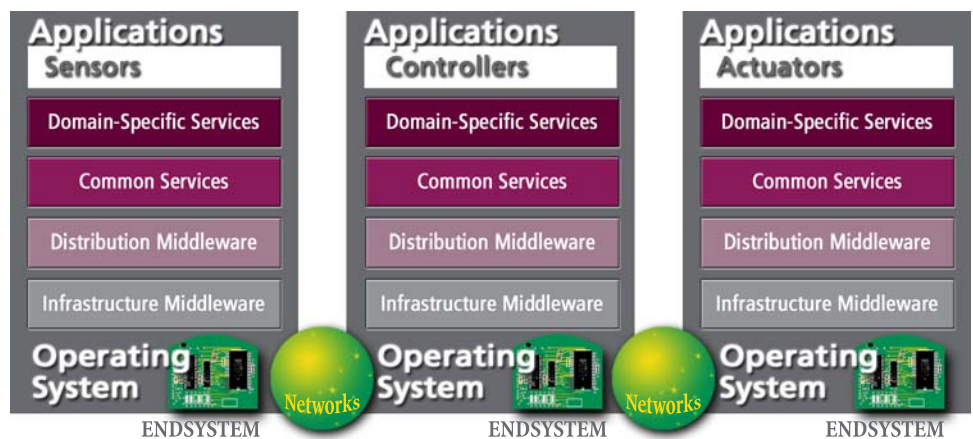 Applications
Sensors
Domain-Specific Services
Common Services
Distribution Middleware
Infrastructure Middleware
Operating
System
ENDSYSTEM
Networks
Applications
Controllers
Domain-Specific Services
Common Services
Distribution Middleware
Infrastructure Middleware
Operating
System
ENDSYSTEM
Networks
Applications
Actuators
Domain-Specific Services
Common Services
Distribution Middleware
Infrastructure Middleware
Operating
System
ENDSYSTEM